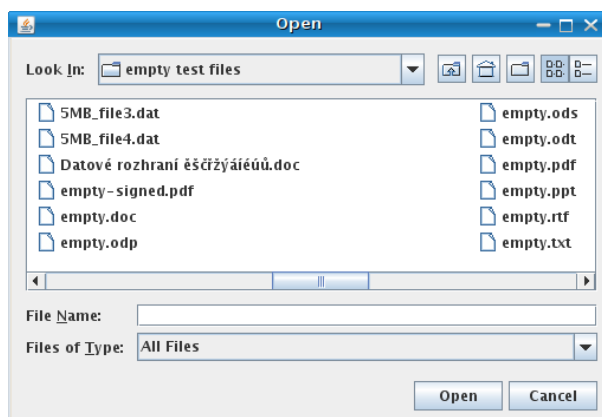 Open
Look In: empty test files
5MB_file3.dat
5MB_file4.dat
Datové rozhraní ěščřžýáíéúů.doc
empty-signed.pdf
empty.doc
empty.odp
empty.ods
empty.odt
empty.pdf
empty.ppt
empty.rtf
empty.txt
File Name:
Files of Type: All Files
Open Cancel